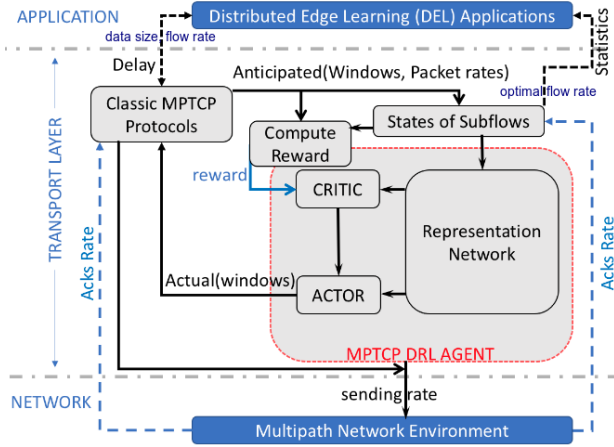 APPLICATION
Distributed Edge Learning (DEL) Applications
data size, flow rate
Statistics
Delay
Anticipated(Windows, Packet rates)
optimal flow rate
Classic MPTCP
Protocols
States of Subflows
Compute
Reward
reward
CRITIC
Representation
Network
TRANSPORT LAYER
Acks Rate
Acks Rate
Actual(windows)
ACTOR
MPTCP DRL AGENT
sending rate
NETWORK
Multipath Network Environment